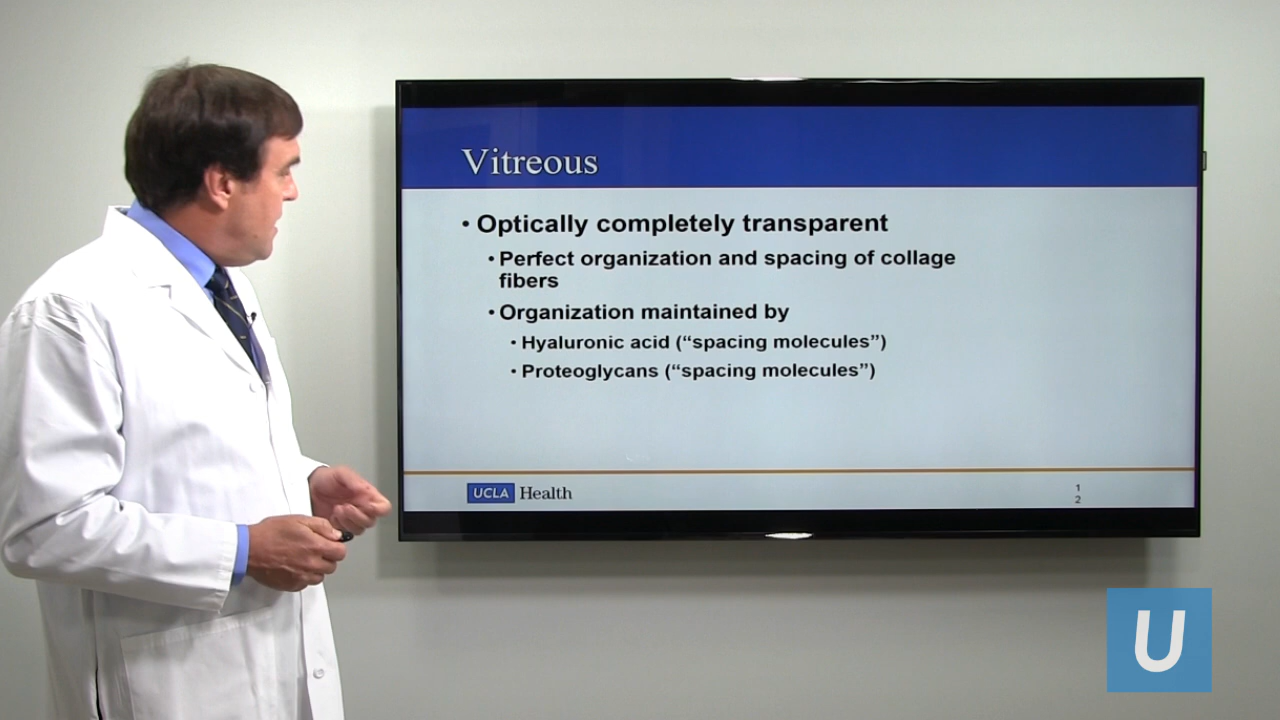 Vitreous
• Optically completely transparent
• Perfect organization and spacing of collage
fibers
• Organization maintained by
• Hyaluronic acid (“spacing molecules”)
• Proteoglycans (“spacing molecules”)
UCLA Health
1
2
U